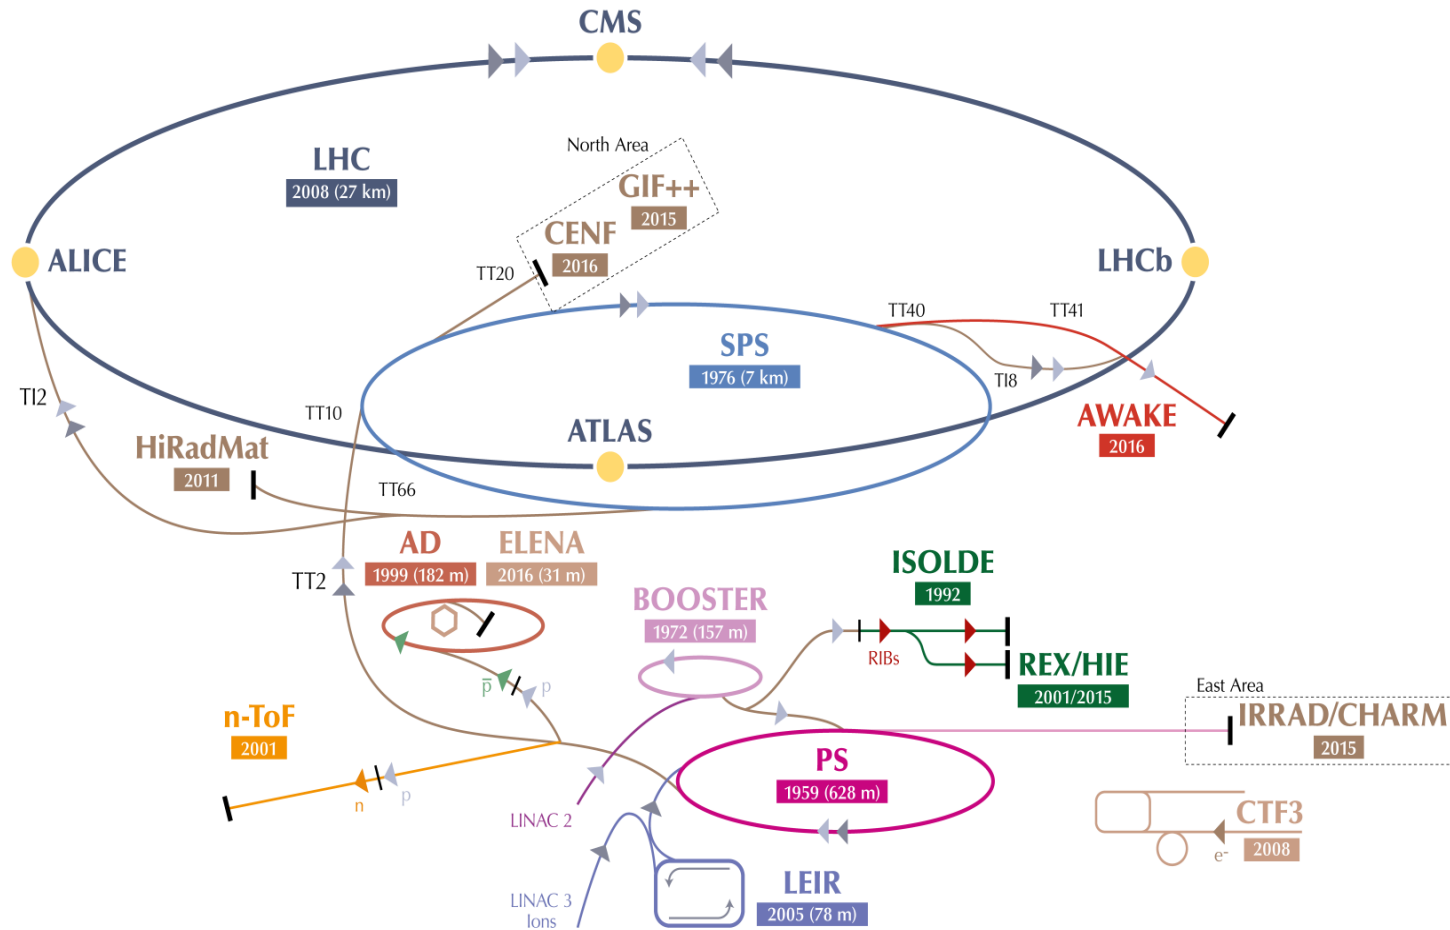 CMS
North Area
LHC
2008 (27 km)
GIF++
2015
CENF
2016
ALICE
LHCb
TT20
TT40
TT41
SPS
1976 (7 km)
TI8
TI2
TT10
AWAKE
2016
ATLAS
HiRadMat
2011
TT66
AD
1999 (182 m)
ELENA
2016 (31 m)
TT2
ISOLDE
1992
BOOSTER
1972 (157 m)
RIBs
REX/HIE
2001/2015
p̅
p
East Area
IRRAD/CHARM
2015
n-ToF
2001
PS
1959 (628 m)
n
p
LINAC 2
CTF3
2008
e-
LEIR
2005 (78 m)
LINAC 3
Ions